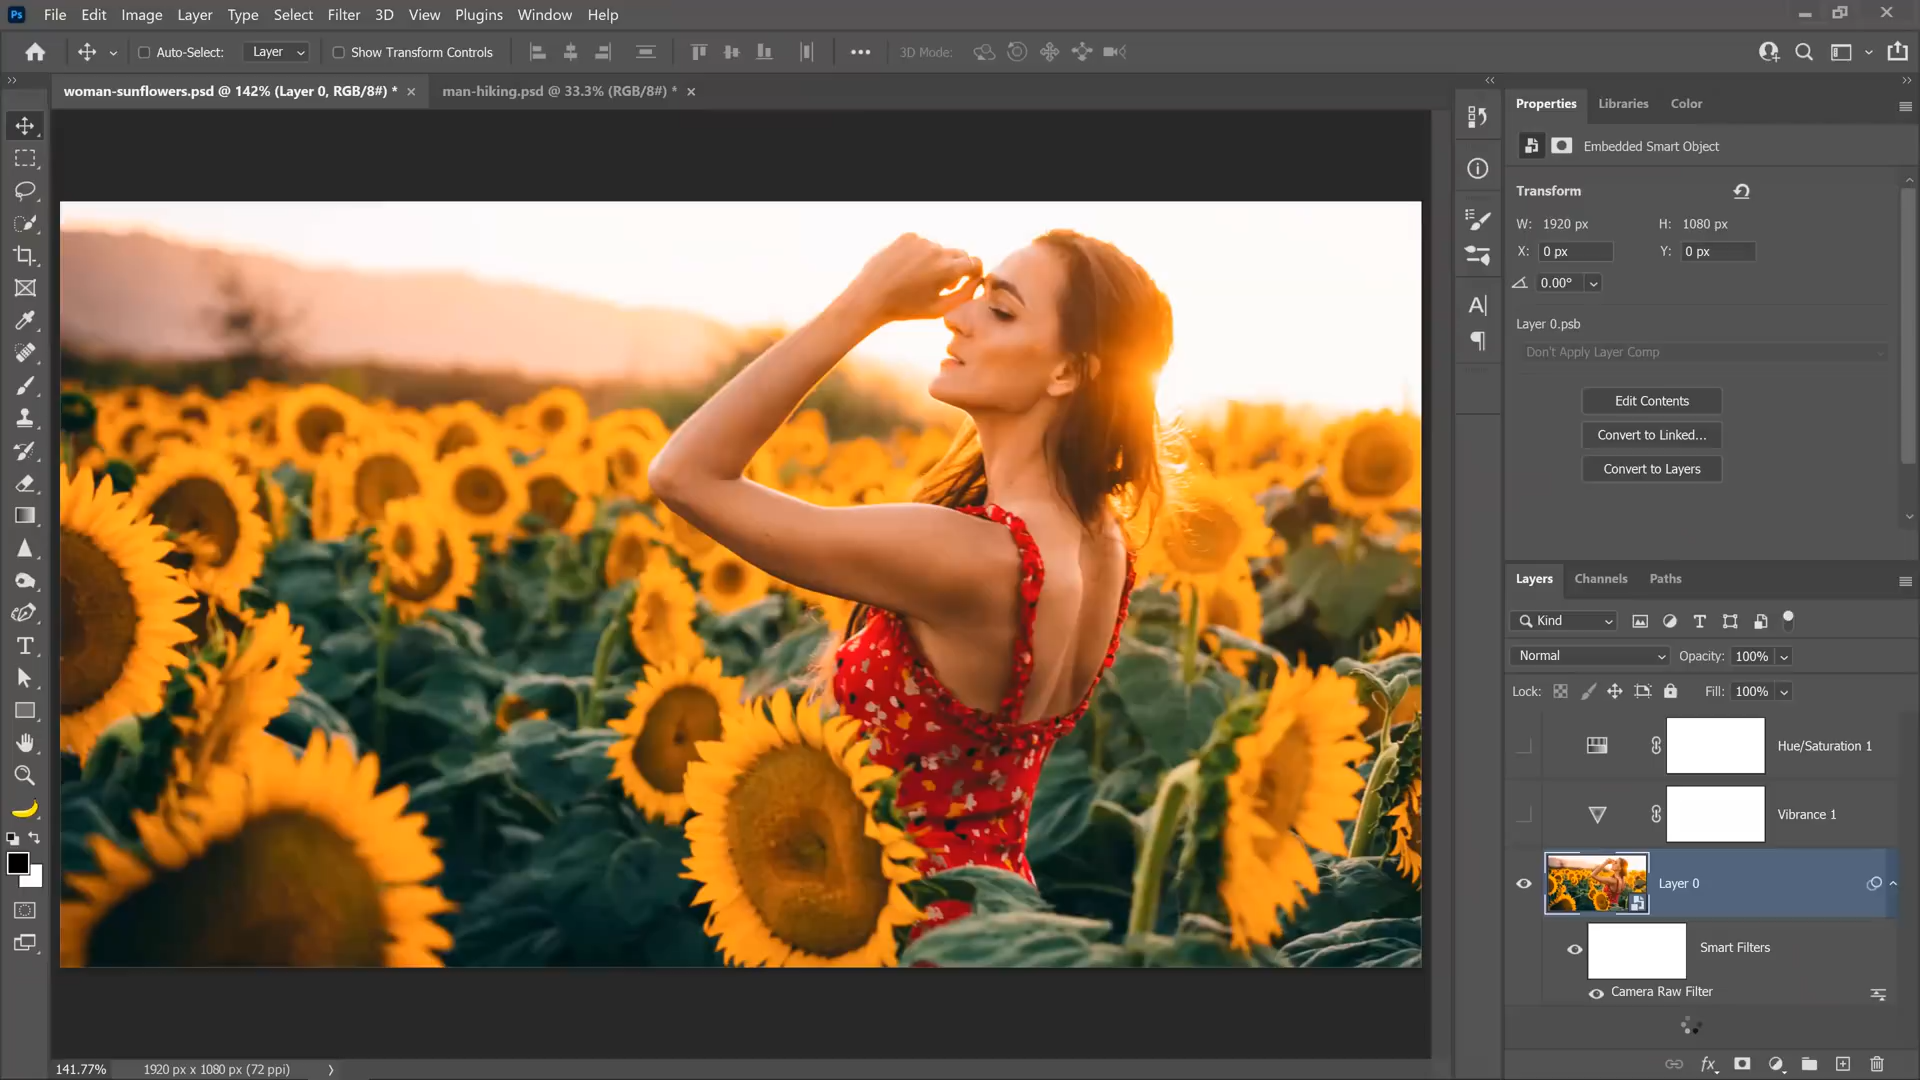 Ps File Edit Image Layer Type Select Filter 3D View Plugins Window Help
Auto-Select: Layer Show Transform Controls 3D Mode:
woman-sunflowers.psd @ 142% (Layer 0, RGB/8#) * man-hiking.psd @ 33.3% (RGB/8#) *
Properties Libraries Color
Embedded Smart Object
Transform
W: 1920 px H: 1080 px
X: 0 px Y: 0 px
0.00°
Layer 0.psb
Don't Apply Layer Comp
Edit Contents
Convert to Linked...
Convert to Layers
Layers Channels Paths
Kind
Normal Opacity: 100%
Lock: Fill: 100%
Hue/Saturation 1
Vibrance 1
Layer 0
Smart Filters
Camera Raw Filter
141.77% 1920 px x 1080 px (72 ppi)